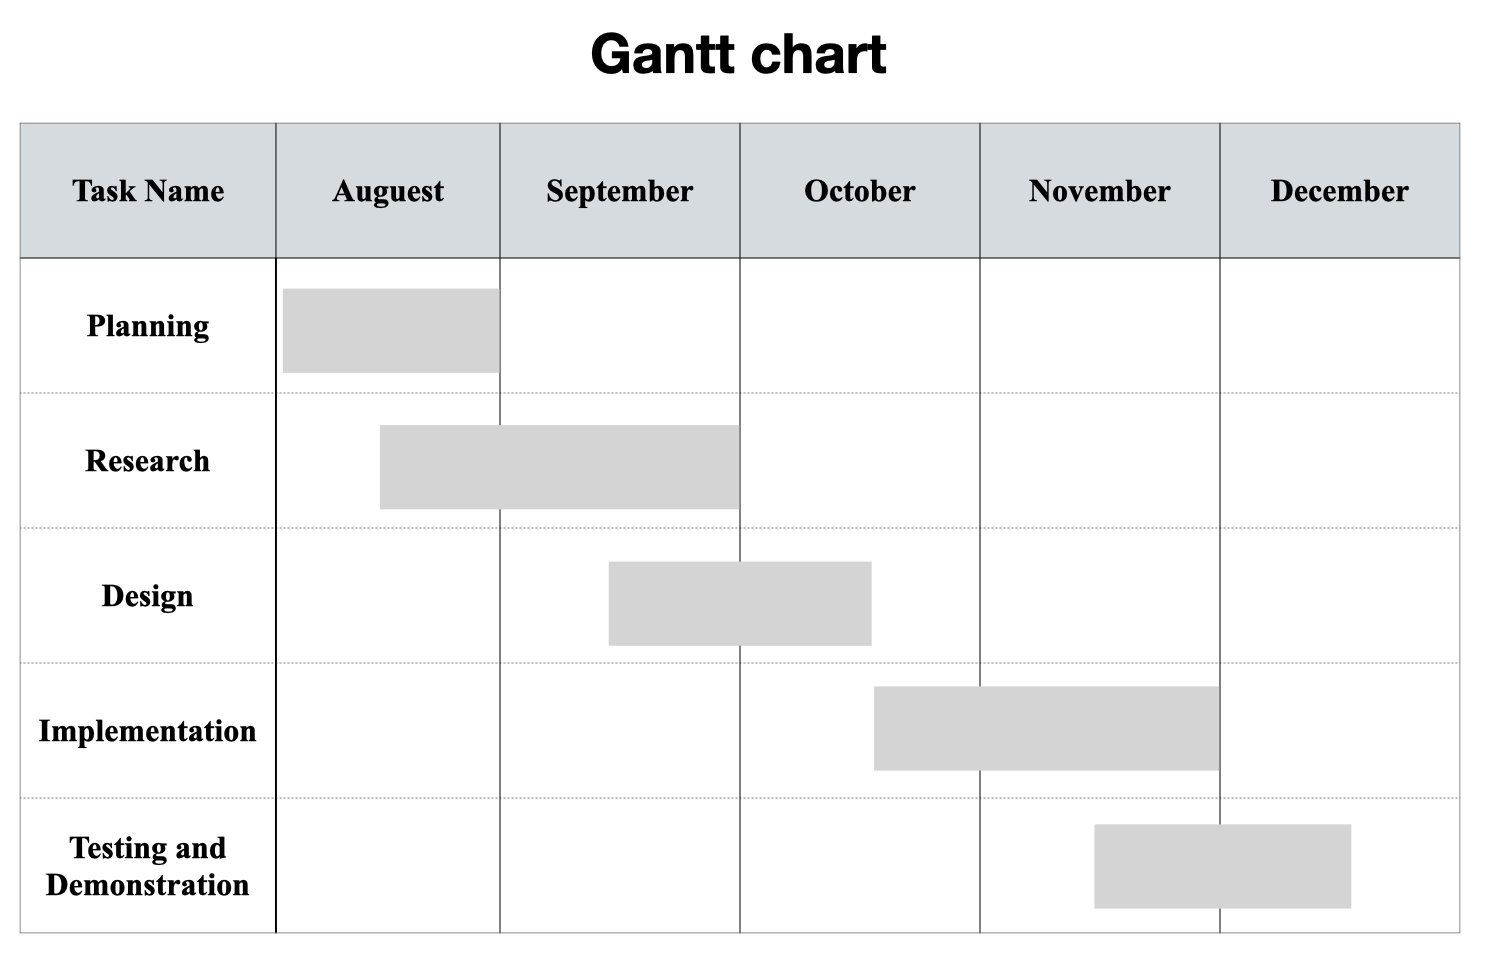 Gantt chart
Task Name
Auguest
September
October
November
December
Planning
Research
Design
Implementation
Testing and
Demonstration